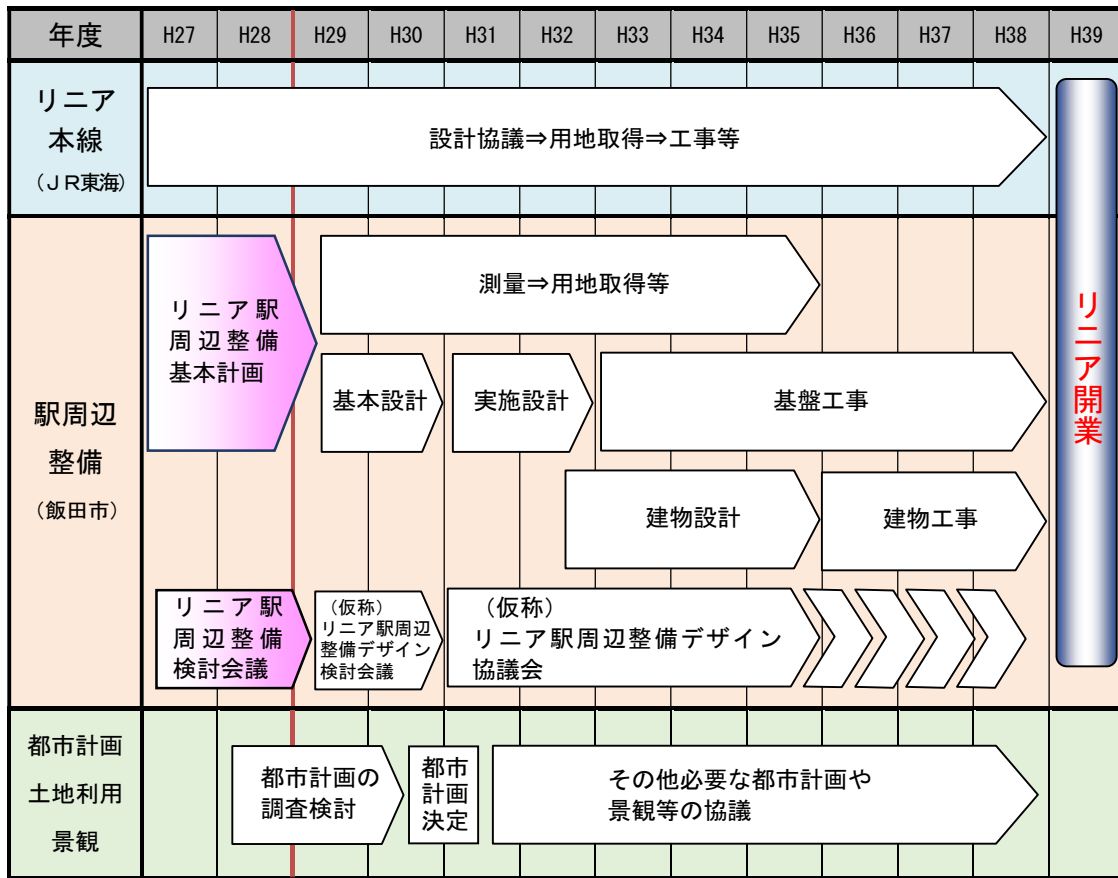 年度
H27
H28
H29
H30
H31
H32
H33
H34
H35
H36
H37
H38
H39
リニア
本線
（ＪＲ東海）
設計協議⇒用地取得⇒工事等
リニア開業
駅周辺
整備
（飯田市）
リニア駅
周辺整備
基本計画
測量⇒用地取得等
基本設計
実施設計
基盤工事
建物設計
建物工事
リニア駅
周辺整備
検討会議
（仮称）
リニア駅周辺
整備デザイン
検討会議
（仮称）
リニア駅周辺整備デザイン
協議会
都市計画
土地利用
景観
都市計画の
調査検討
都市
計画
決定
その他必要な都市計画や
景観等の協議